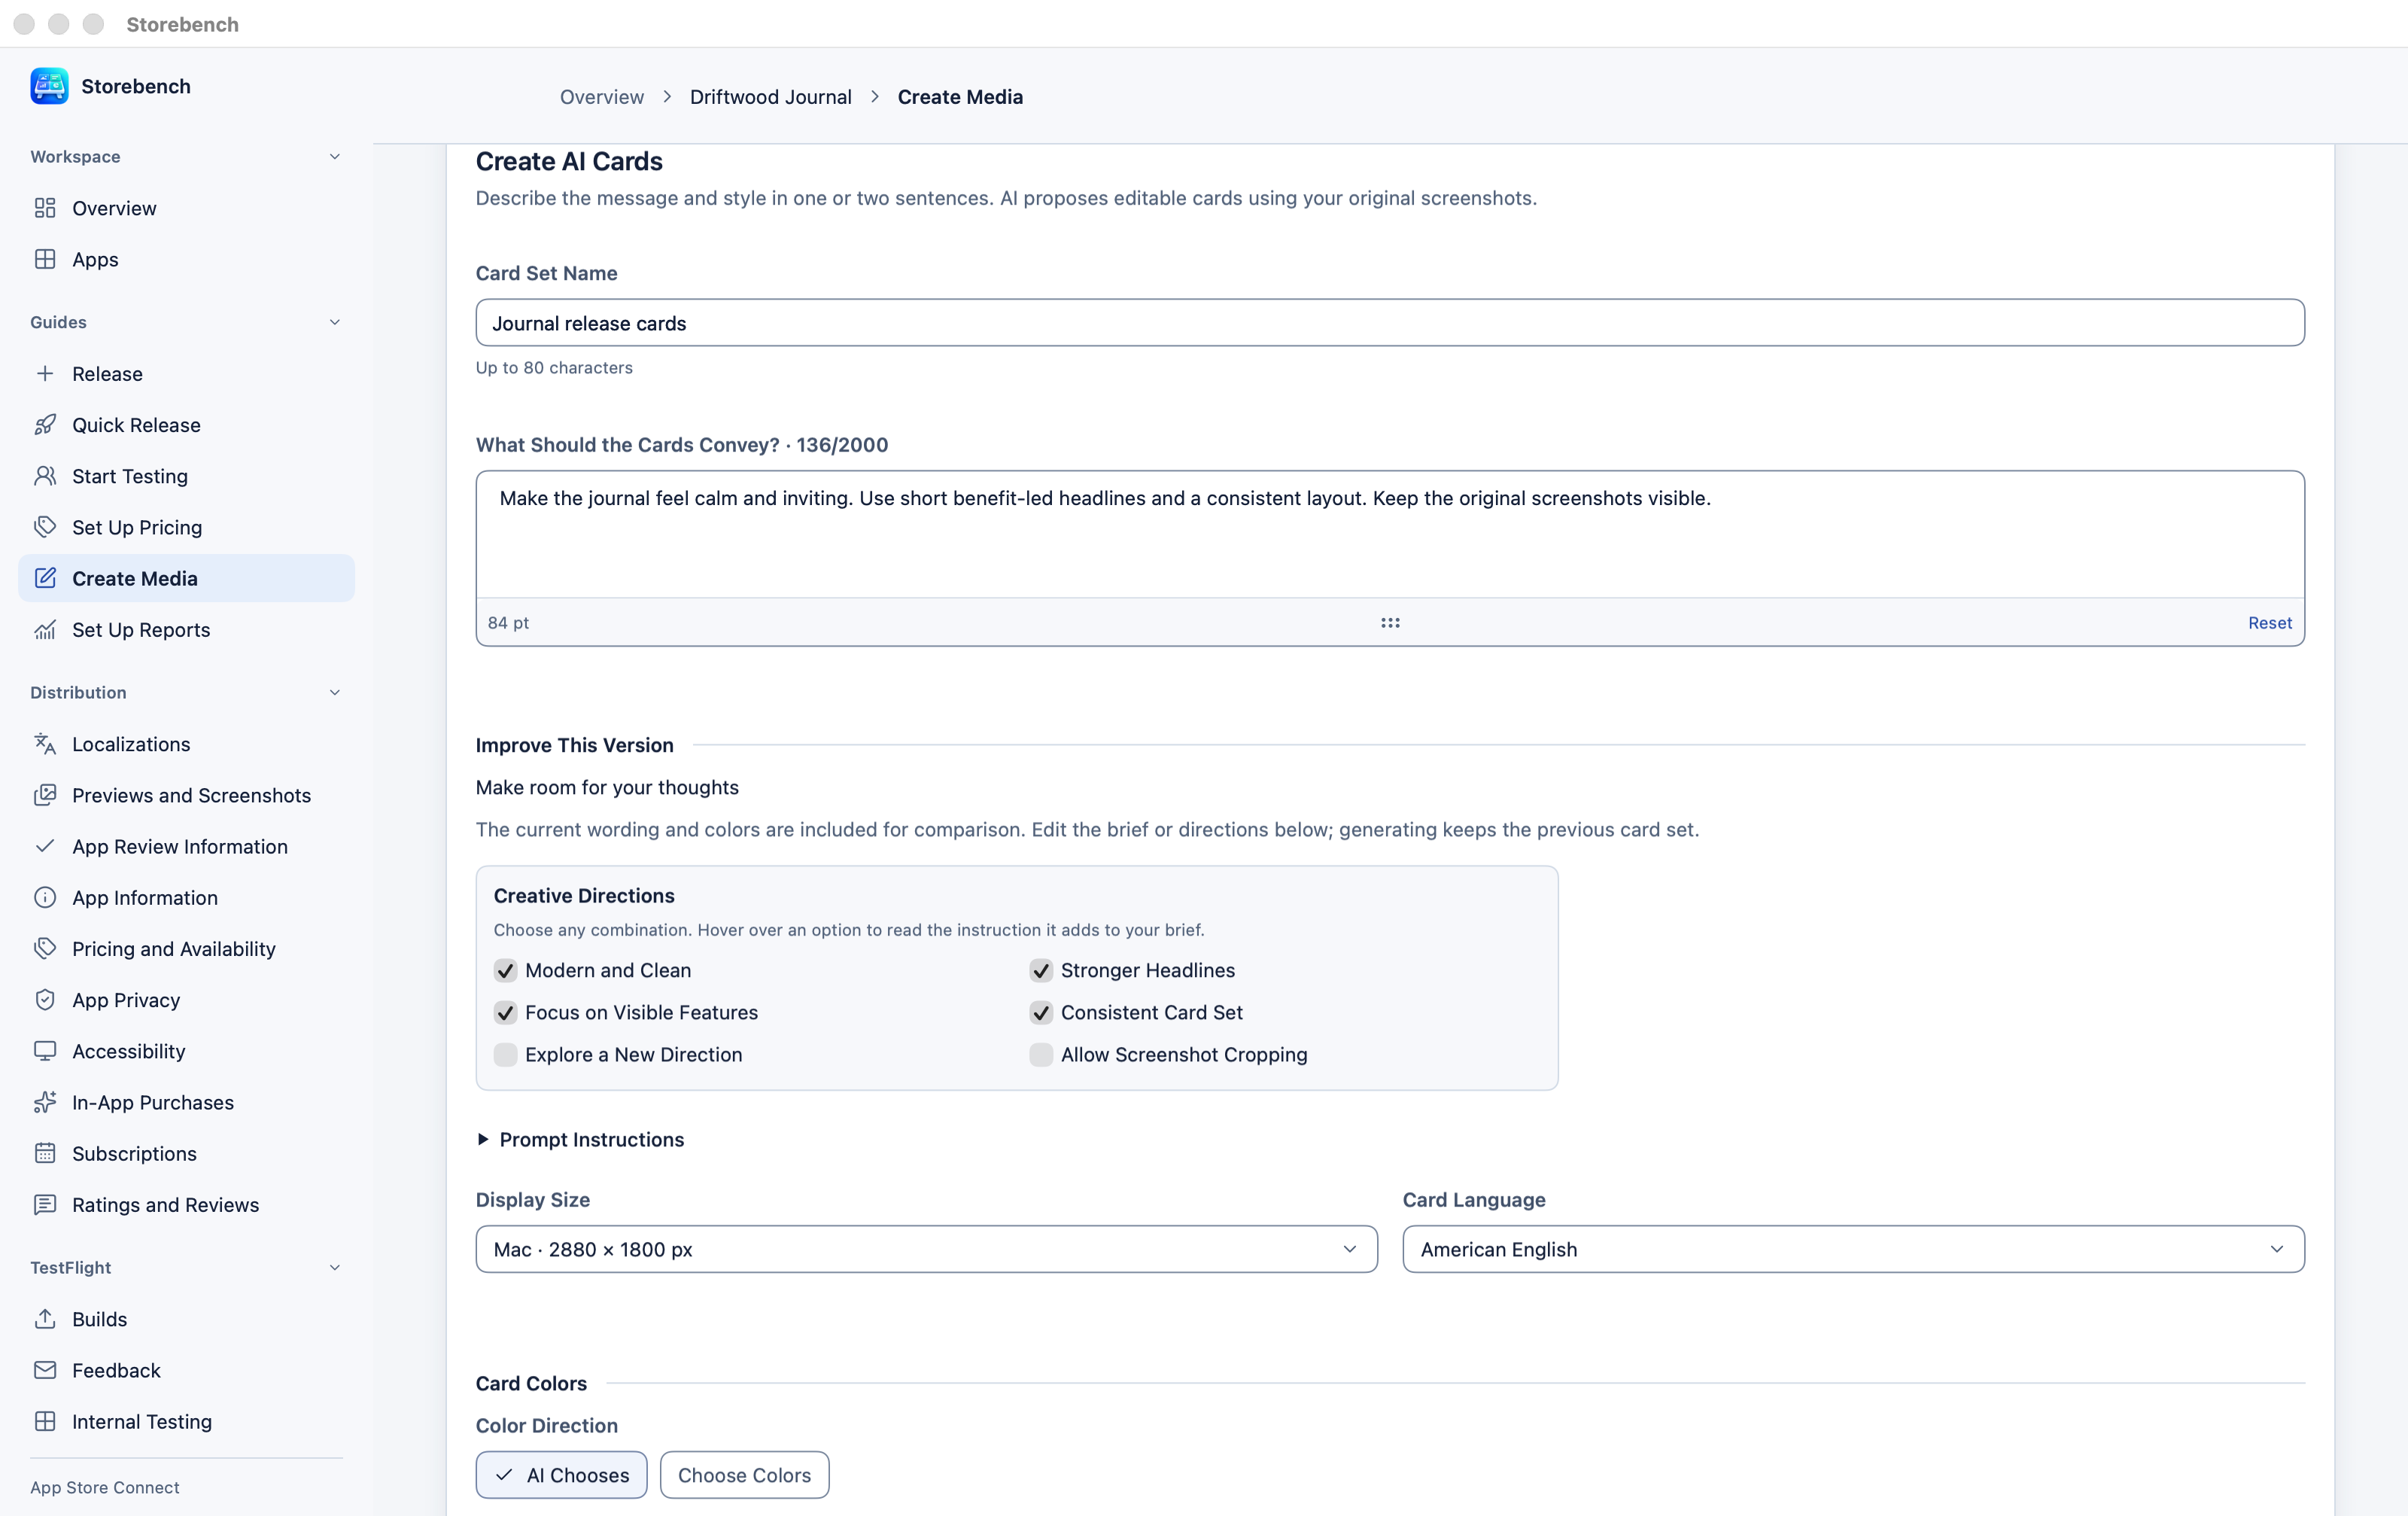 Storebench
Storebench
Workspace
Overview
Apps
Guides
Release
Quick Release
Start Testing
Set Up Pricing
Create Media
Set Up Reports
Distribution
Localizations
Previews and Screenshots
App Review Information
App Information
Pricing and Availability
App Privacy
Accessibility
In-App Purchases
Subscriptions
Ratings and Reviews
TestFlight
Builds
Feedback
Internal Testing
App Store Connect
Overview > Driftwood Journal > Create Media
Create AI Cards
Describe the message and style in one or two sentences. AI proposes editable cards using your original screenshots.
Card Set Name
Journal release cards
Up to 80 characters
What Should the Cards Convey? · 136/2000
Make the journal feel calm and inviting. Use short benefit-led headlines and a consistent layout. Keep the original screenshots visible.
84 pt Reset
Improve This Version
Make room for your thoughts
The current wording and colors are included for comparison. Edit the brief or directions below; generating keeps the previous card set.
Creative Directions
Choose any combination. Hover over an option to read the instruction it adds to your brief.
Modern and Clean Stronger Headlines
Focus on Visible Features Consistent Card Set
Explore a New Direction Allow Screenshot Cropping
Prompt Instructions
Display Size Card Language
Mac · 2880 × 1800 px American English
Card Colors
Color Direction
AI Chooses Choose Colors